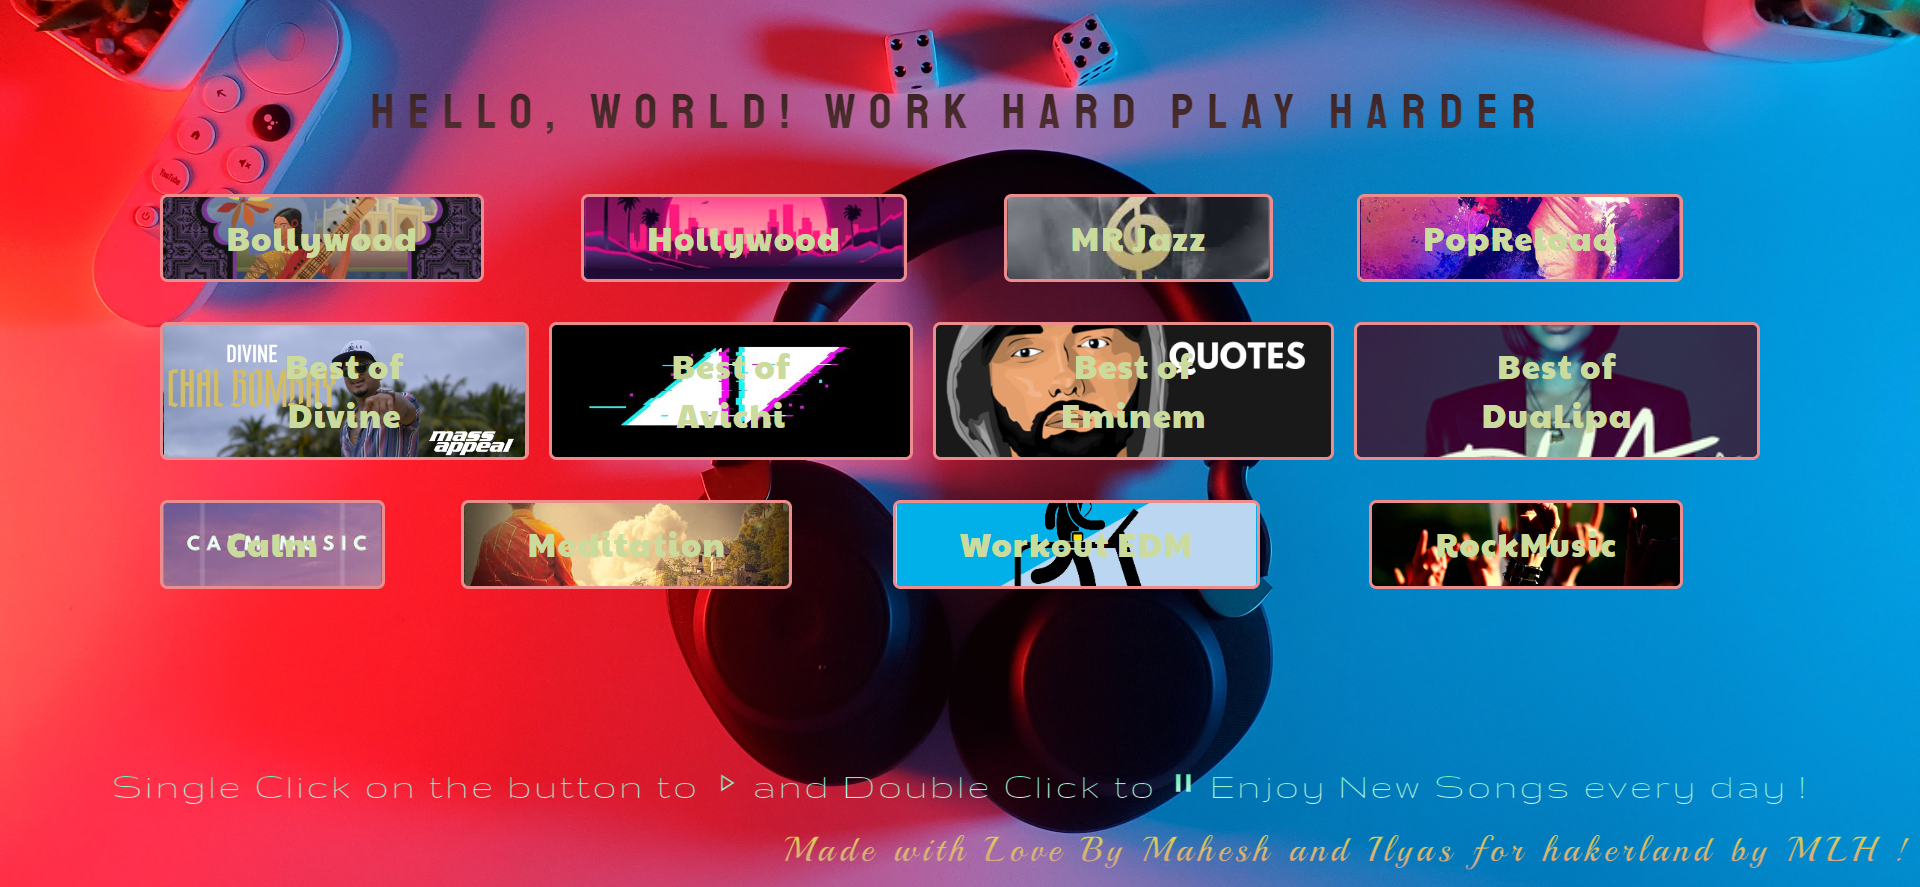 HELLO, WORLD! WORK HARD PLAY HARDER
YouTube
Bollywood
Hollywood
MRJazz
PopReload
DIVINE
CHAL BOMBAY
Best of
Divine
mass
appeal
Best of
Avichi
QUOTES
Best of
Eminem
Best of
DuaLipa
CALM MUSIC
Calm
Meditation
Workout EDM
RockMusic
Single Click on the button to and Double Click to Enjoy New Songs every day !
Made with Love By Mahesh and Ilyas for hakerland by MLH !